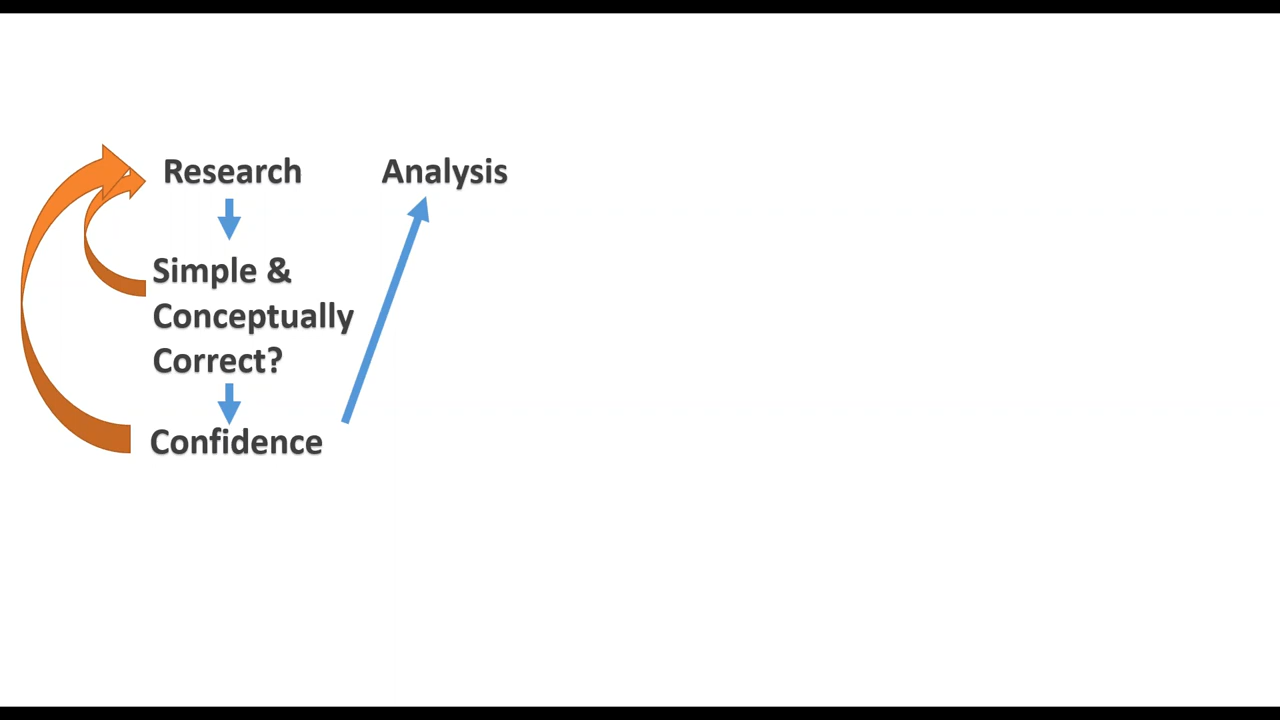 Research
Simple &
Conceptually
Correct?
Confidence
Analysis